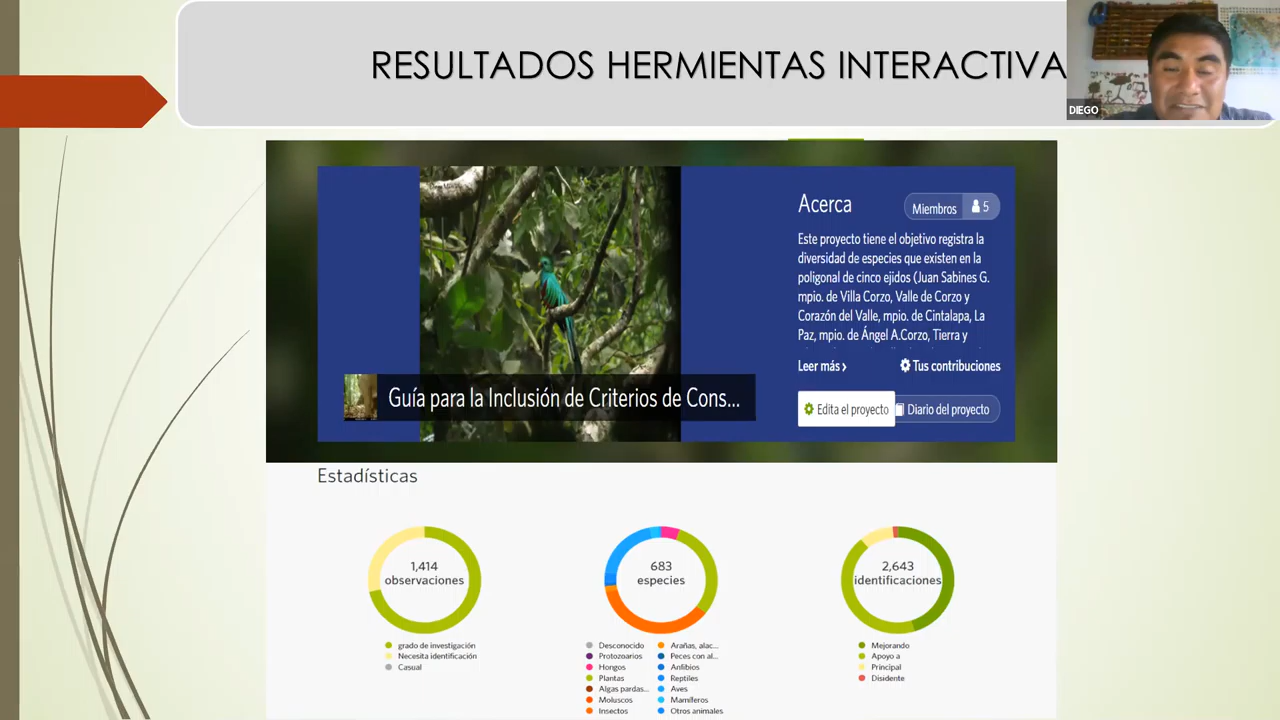 RESULTADOS HERMIENTAS INTERACTIVA
DIEGO
Acerca
Miembros 5
Este proyecto tiene el objetivo registra la
diversidad de especies que existen en la
poligonal de cinco ejidos (Juan Sabines G.
mpio. de Villa Corzo, Valle de Corzo y
Corazón del Valle, mpio. de Cintalapa, La
Paz, mpio. de Ángel A.Corzo, Tierra y
Leer más ›
Tus contribuciones
Guía para la Inclusión de Criterios de Cons...
Edita el proyecto
Diario del proyecto
Estadísticas
1,414
observaciones
grado de investigación
Necesita identificación
Casual
683
especies
Desconocido
Protozoarios
Hongos
Plantas
Algas pardas...
Moluscos
Insectos
Arañas, alac...
Peces con al...
Anfibios
Reptiles
Aves
Mamíferos
Otros animales
2,643
identificaciones
Mejorando
Apoyo a
Principal
Disidente